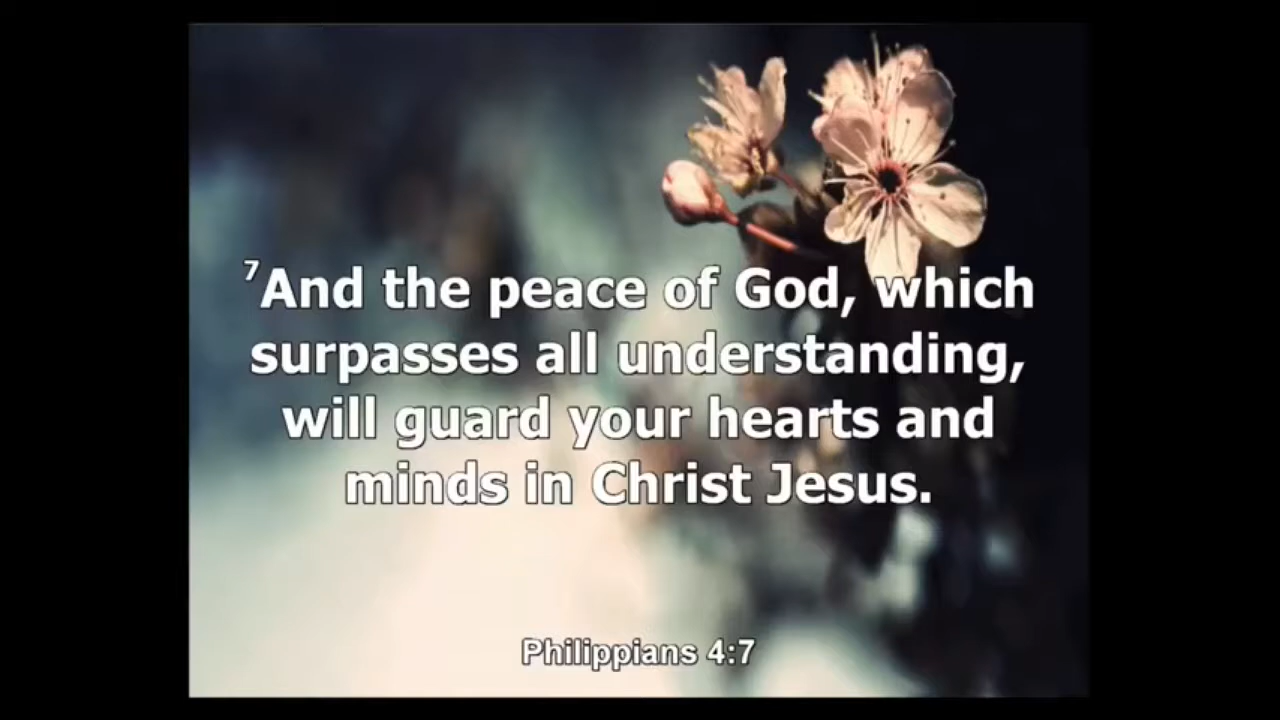 ⁷And the peace of God, which
surpasses all understanding,
will guard your hearts and
minds in Christ Jesus.
Philippians 4:7